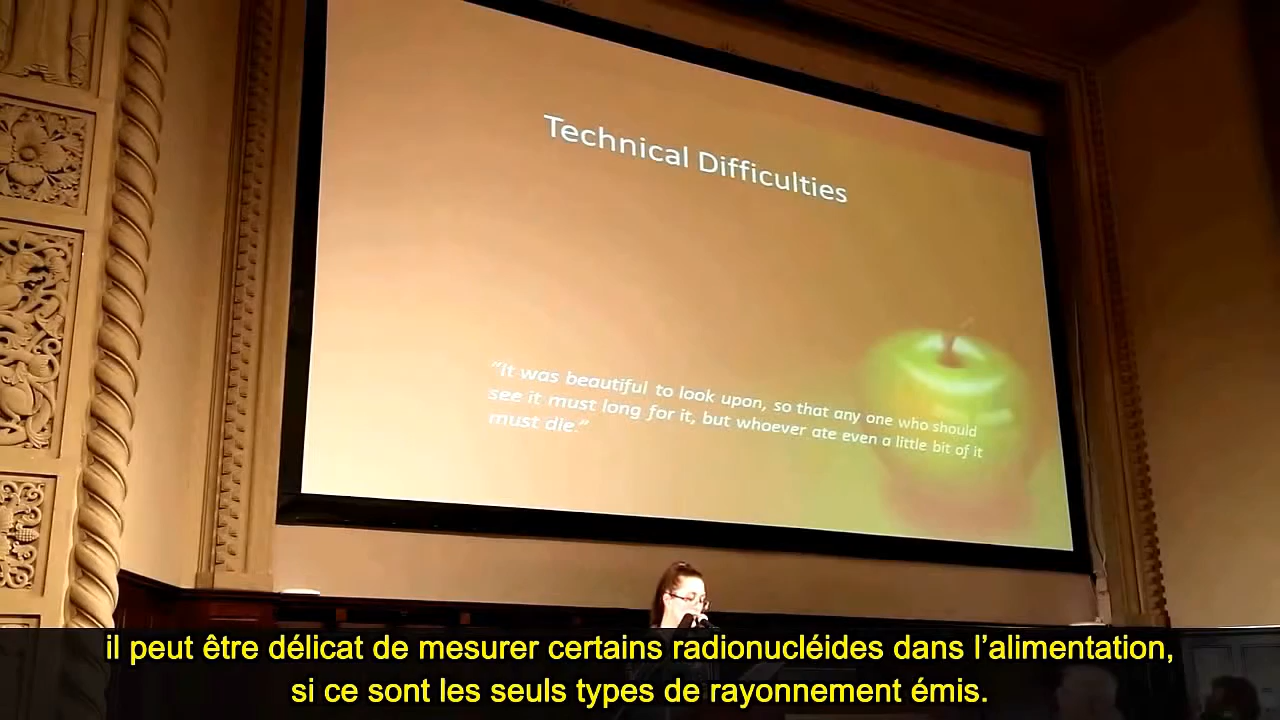 Technical Difficulties
"It was beautiful to look upon, so that any one who should
see it must long for it, but whoever ate even a little bit of it
must die."
il peut être délicat de mesurer certains radionucléides dans l’alimentation,
si ce sont les seuls types de rayonnement émis.